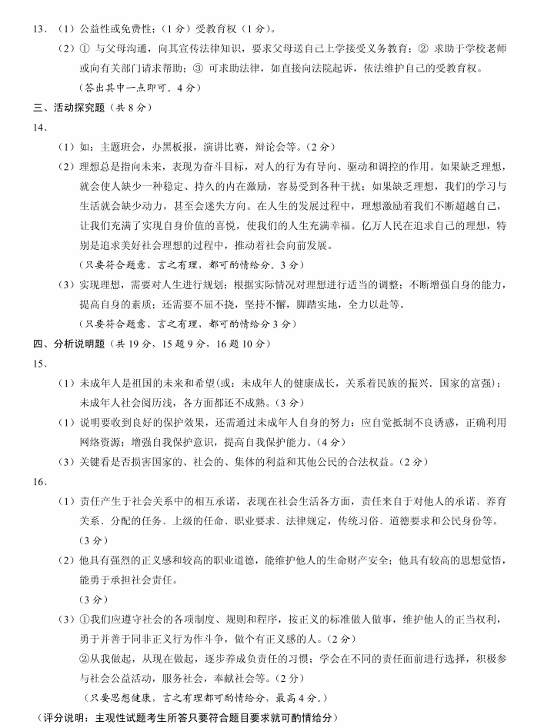 13．（1）公益性或免费性；（1 分）受教育权（1 分）。
（2）① 与父母沟通，向其宣传法律知识，要求父母送自己上学接受义务教育；② 求助于学校老师
或向有关部门请求帮助；③ 可求助法律，如直接向法院起诉，依法维护自己的受教育权。
（答出其中一点即可．4 分）
三、活动探究题（共 8 分）
14．
（1）如：主题班会，办黑板报，演讲比赛，辩论会等。（2 分）
（2）理想总是指向未来，表现为奋斗目标，对人的行为有导向、驱动和调控的作用。如果缺乏理想，
就会使人缺少一种稳定、持久的内在激励，容易受到各种干扰；如果缺乏理想，我们的学习与
生活就会缺少动力，甚至会迷失方向。在人生的发展过程中，理想激励着我们不断超越自己，
让我们充满了实现自身价值的喜悦，使我们的人生充满幸福。亿万人民在追求自己的理想，特
别是追求美好社会理想的过程中，推动着社会向前发展。
（只要符合题意、言之有理，都可酌情给分．3 分）
（3）实现理想，需要对人生进行规划；根据实际情况对理想进行适当的调整；不断增强自身的能力，
提高自身的素质；还需要不屈不挠，坚持不懈，脚踏实地，全力以赴等。
（只要符合题意、言之有理、都可酌情给分 3 分）
四、分析说明题（共 19 分．15 题 9 分，16 题 10 分）
15．
（1）未成年人是祖国的未来和希望(或：未成年人的健康成长，关系着民族的振兴．国家的富强)；
未成年人社会阅历浅，各方面都还不成熟。（3 分）
（1）说明要收到良好的保护效果，还需通过未成年人自身的努力；应自觉抵制不良诱惑，正确利用
网络资源；增强自我保护意识，提高自我保护能力。（4 分）
（3）关键看是否损害国家的、社会的、集体的利益和其他公民的合法权益。（2 分）
16．
（1）责任产生于社会关系中的相互承诺，表现在社会生活各方面，责任来自于对他人的承诺．养育
关系．分配的任务．上级的任命．职业要求．法律规定，传统习俗．道德要求和公民身份等。
（3 分）
（2）他具有强烈的正义感和较高的职业道德，能维护他人的生命财产安全；他具有较高的思想觉悟，
能勇于承担社会责任。
（3 分）
（3）①我们应遵守社会的各项制度、规则和程序，按正义的标准做人做事，维护他人的正当权利，
勇于并善于同非正义行为作斗争，做个有正义感的人。（2 分）
②从我做起，从现在做起，逐步养成负责任的习惯；学会在不同的责任面前进行选择，积极参
与社会公益活动，服务社会，奉献社会等。（2 分）
（只要思想健康，言之有理都可酌情给分，最高 4 分．）
（评分说明：主观性试题考生所答只要符合题目要求就可酌情给分）